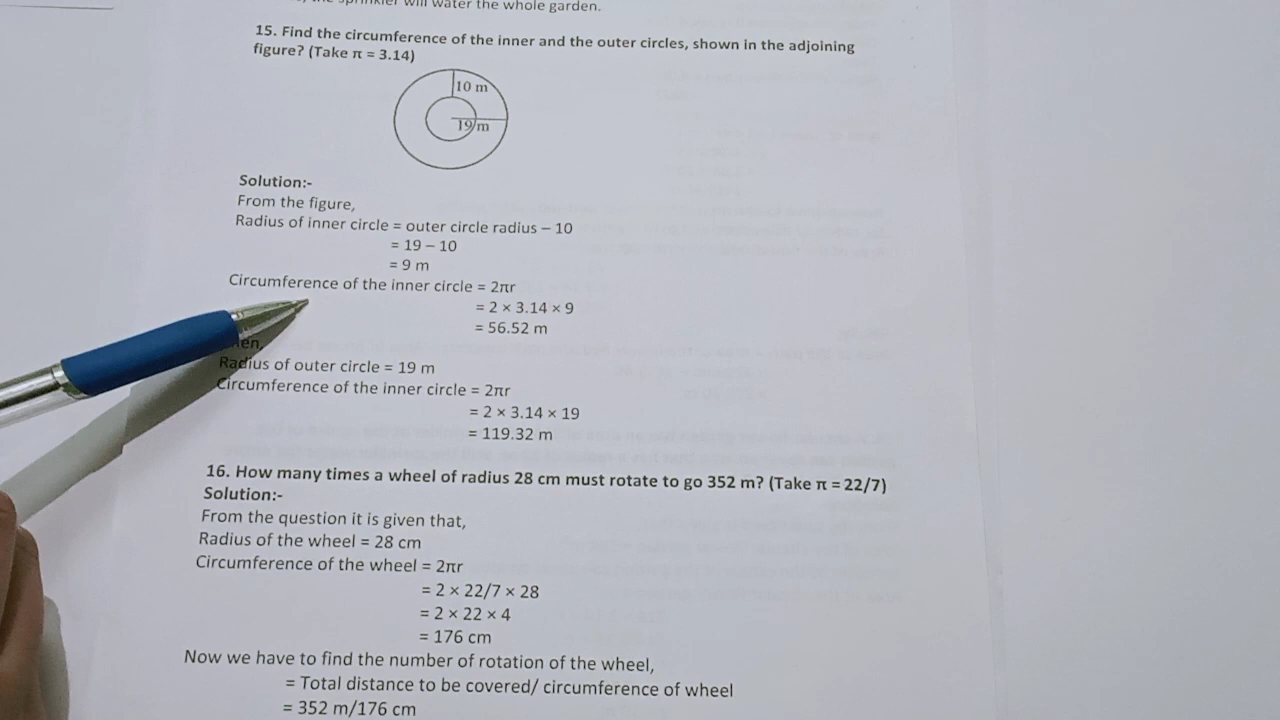 will water the whole garden.
15. Find the circumference of the inner and the outer circles, shown in the adjoining
figure? (Take π = 3.14)
10 m
19 m
Solution:-
From the figure,
Radius of inner circle = outer circle radius – 10
= 19 – 10
= 9 m
Circumference of the inner circle = 2πr
= 2 × 3.14 × 9
= 56.52 m
Radius of outer circle = 19 m
Circumference of the inner circle = 2πr
= 2 × 3.14 × 19
= 119.32 m
16. How many times a wheel of radius 28 cm must rotate to go 352 m? (Take π = 22/7)
Solution:-
From the question it is given that,
Radius of the wheel = 28 cm
Circumference of the wheel = 2πr
= 2 × 22/7 × 28
= 2 × 22 × 4
= 176 cm
Now we have to find the number of rotation of the wheel,
= Total distance to be covered/ circumference of wheel
= 352 m/176 cm